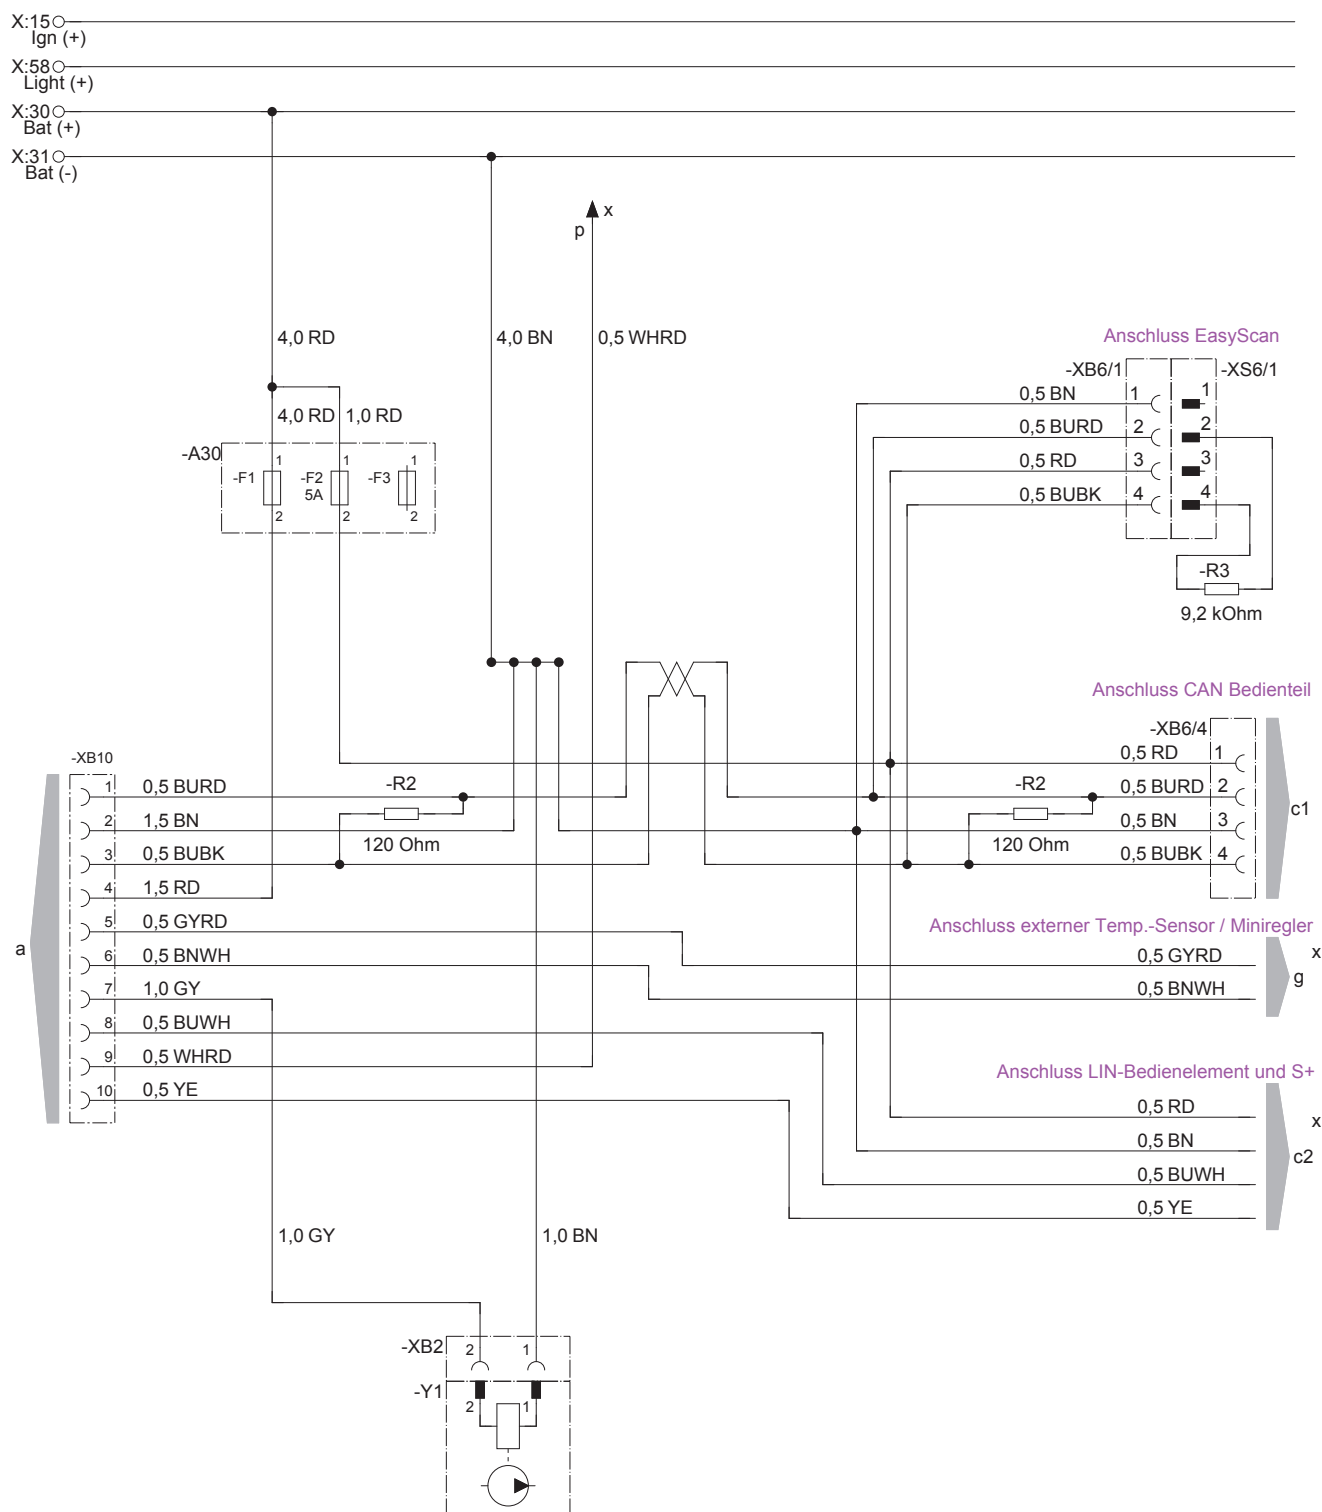 X:15
Ign (+)
X:58
Light (+)
X:30
Bat (+)
X:31
Bat (-)
x
p
4,0 RD
4,0 BN
0,5 WHRD
Anschluss EasyScan
-XB6/1
-XS6/1
0,5 BN
1
1
0,5 BURD
2
2
0,5 RD
3
3
0,5 BUBK
4
4
4,0 RD
1,0 RD
-A30
1
1
1
-F1
-F2
-F3
5A
2
2
2
-R3
9,2 kOhm
Anschluss CAN Bedienteil
-XB6/4
0,5 RD
1
-XB10
1
0,5 BURD
-R2
-R2
0,5 BURD
2
c1
2
1,5 BN
0,5 BN
3
120 Ohm
120 Ohm
3
0,5 BUBK
0,5 BUBK
4
4
1,5 RD
5
0,5 GYRD
Anschluss externer Temp.-Sensor / Miniregler
a
6
0,5 BNWH
0,5 GYRD
x
g
7
1,0 GY
0,5 BNWH
8
0,5 BUWH
9
0,5 WHRD
Anschluss LIN-Bedienelement und S+
10
0,5 YE
0,5 RD
x
0,5 BN
c2
0,5 BUWH
0,5 YE
1,0 GY
1,0 BN
-XB2
2
1
-Y1
2
1